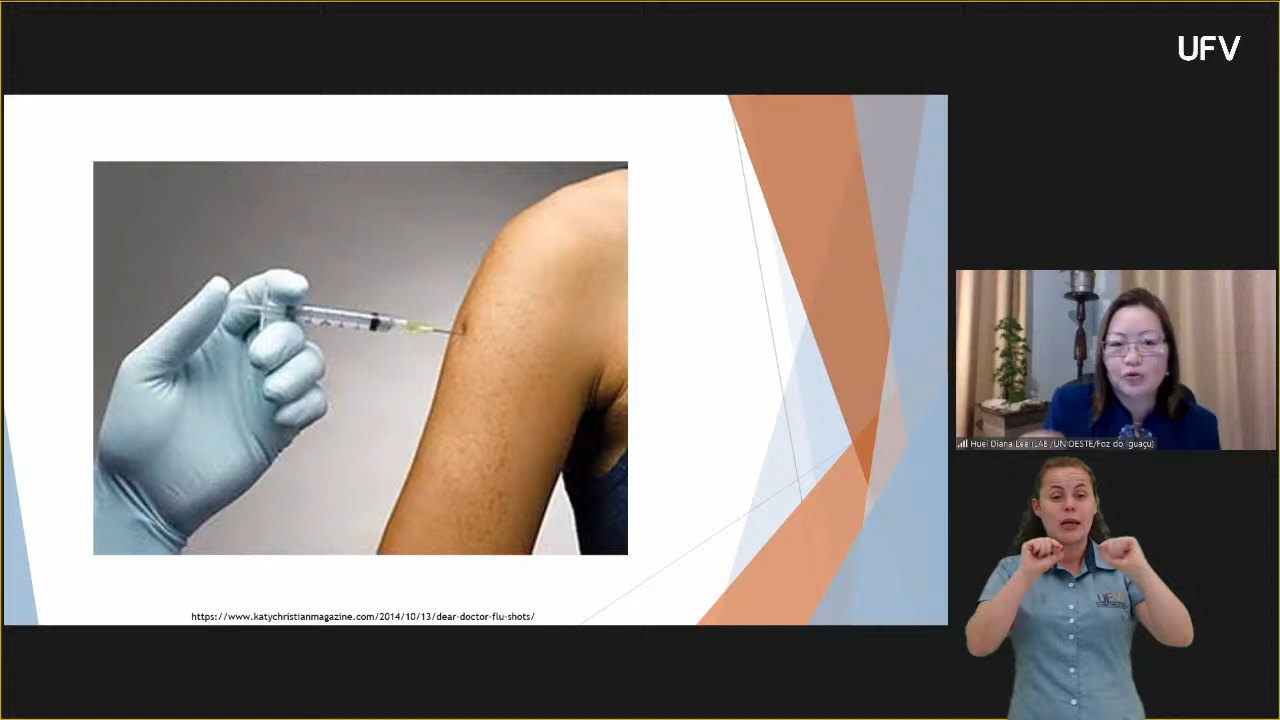 UFV
https://www.katychristianmagazine.com/2014/10/13/dear-doctor-flu-shots/
Huei Diana Lee (LAB /UNIOESTE/Foz do Iguaçu)
UFV